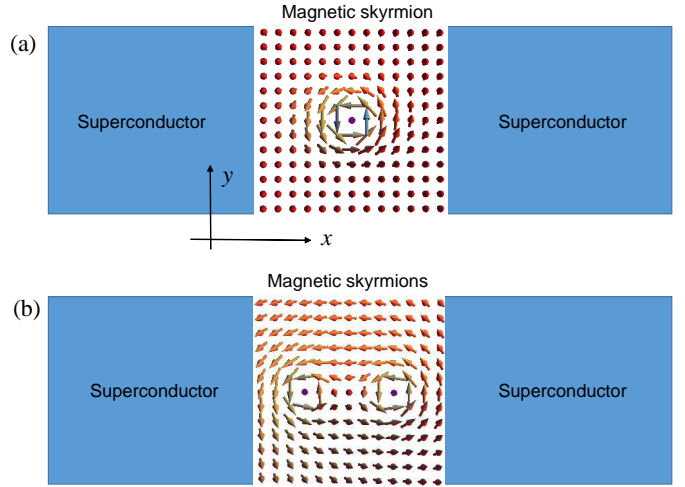 Magnetic skyrmion
(a)
Superconductor
Superconductor
y
x
Magnetic skyrmions
(b)
Superconductor
Superconductor